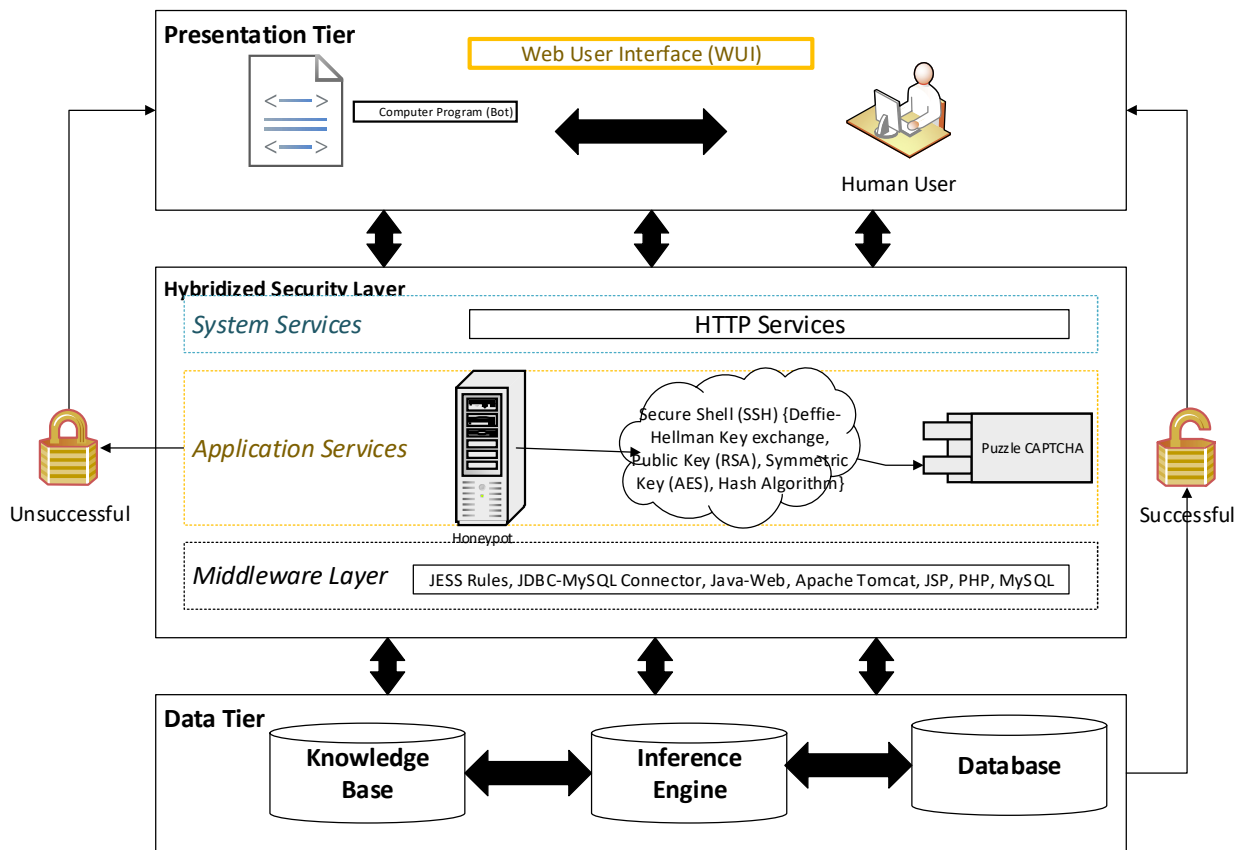 Presentation Tier
Web User Interface (WUI)
Computer Program (Bot)
Human User
Hybridized Security Layer
System Services
HTTP Services
Application Services
Secure Shell (SSH) {Deffie-
Hellman Key exchange,
Public Key (RSA), Symmetric
Key (AES), Hash Algorithm}
Puzzle CAPTCHA
Honeypot
Unsuccessful
Successful
Middleware Layer
JESS Rules, JDBC-MySQL Connector, Java-Web, Apache Tomcat, JSP, PHP, MySQL
Data Tier
Knowledge
Base
Inference
Engine
Database